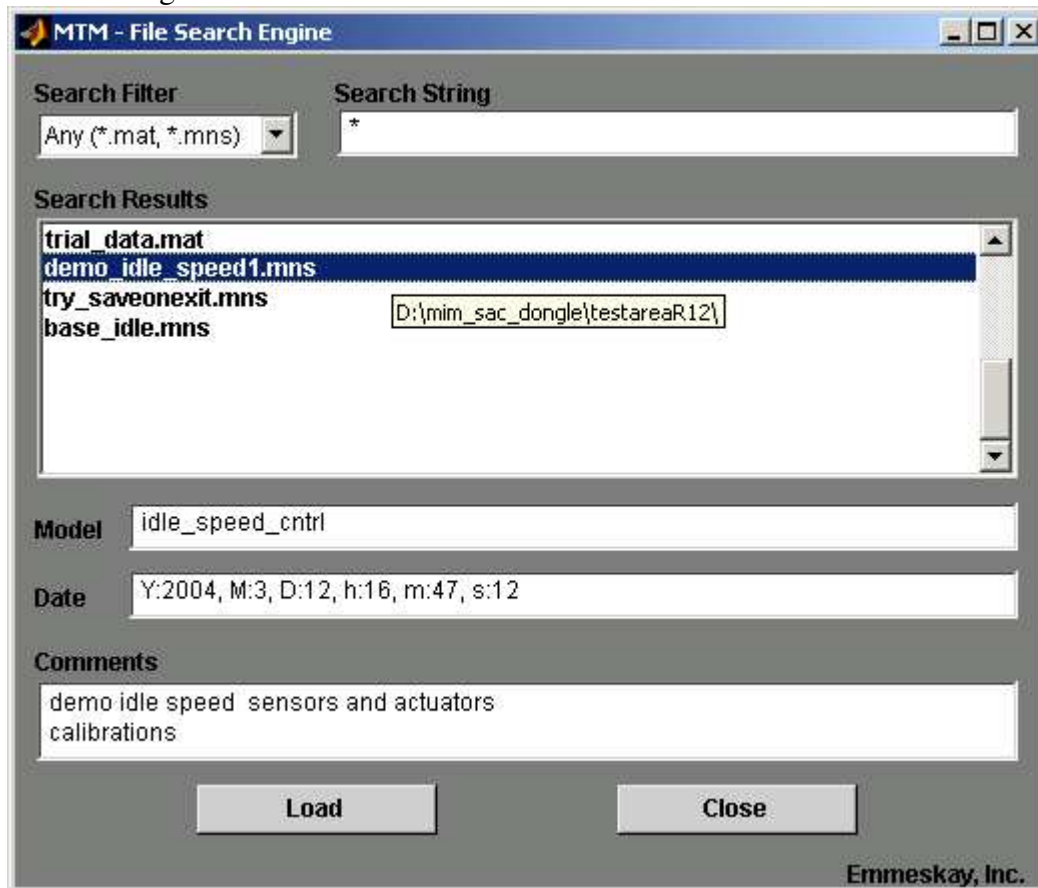 MTM - File Search Engine
Search Filter Search String
Any (*.mat, *.mns) *
Search Results
trial_data.mat
demo_idle_speed1.mns
try_saveonexit.mns
D:\mim_sac_dongle\testareaR12\
base_idle.mns
Model idle_speed_cntrl
Date Y:2004, M:3, D:12, h:16, m:47, s:12
Comments
demo idle speed sensors and actuators
calibrations
Load Close
Emmeskay, Inc.